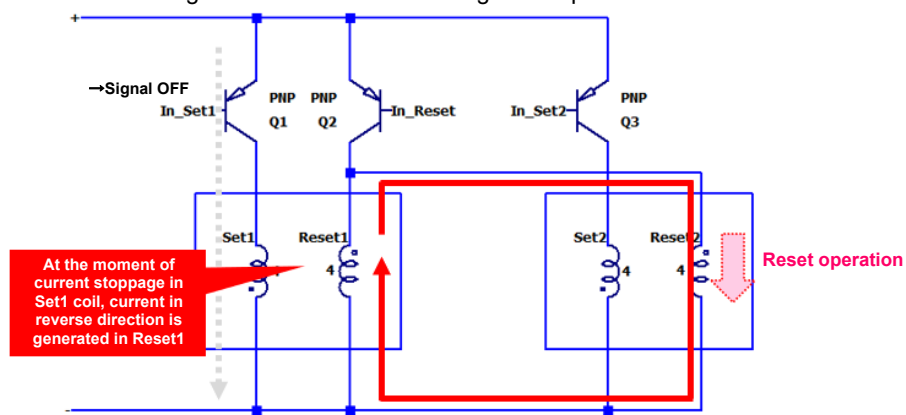 +
→Signal OFF
In_Set1
PNP
Q1
PNP
Q2
In_Reset
In_Set2
PNP
Q3
Set1
Reset1
4
Set2
4
Reset2
4
Reset operation
At the moment of
current stoppage in
Set1 coil, current in
reverse direction is
generated in Reset1
-